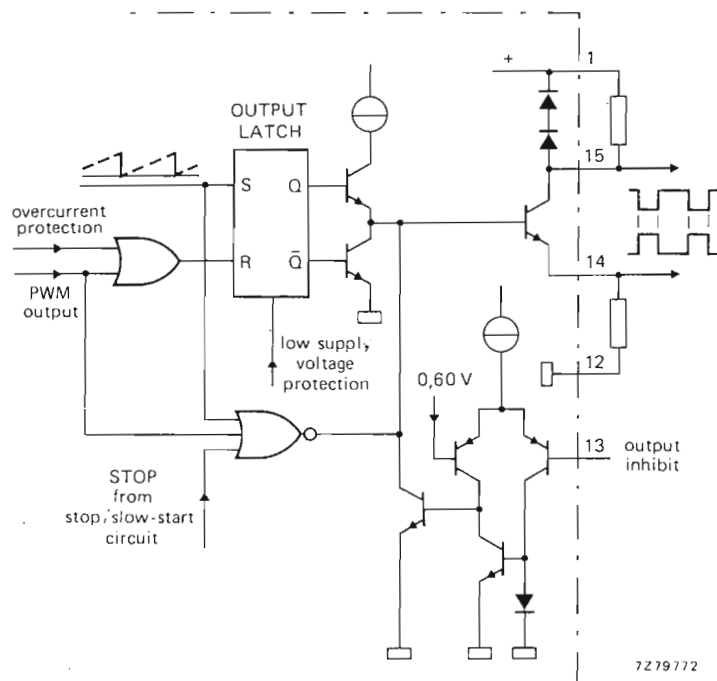 + 1
OUTPUT
LATCH
15
S Q
overcurrent
protection
R Q̄
14
PWM
output
low supply
voltage
protection
12
0,60 V
13 output
inhibit
STOP
from
stop/slow-start
circuit
7Z79772